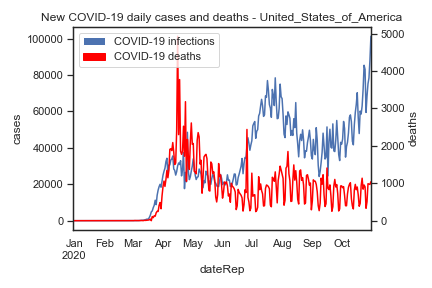 New COVID-19 daily cases and deaths - United_States_of_America
COVID-19 infections
COVID-19 deaths
cases
100000
80000
60000
40000
20000
0
deaths
5000
4000
3000
2000
1000
0
Jan Feb Mar Apr May Jun Jul Aug Sep Oct
2020
dateRep